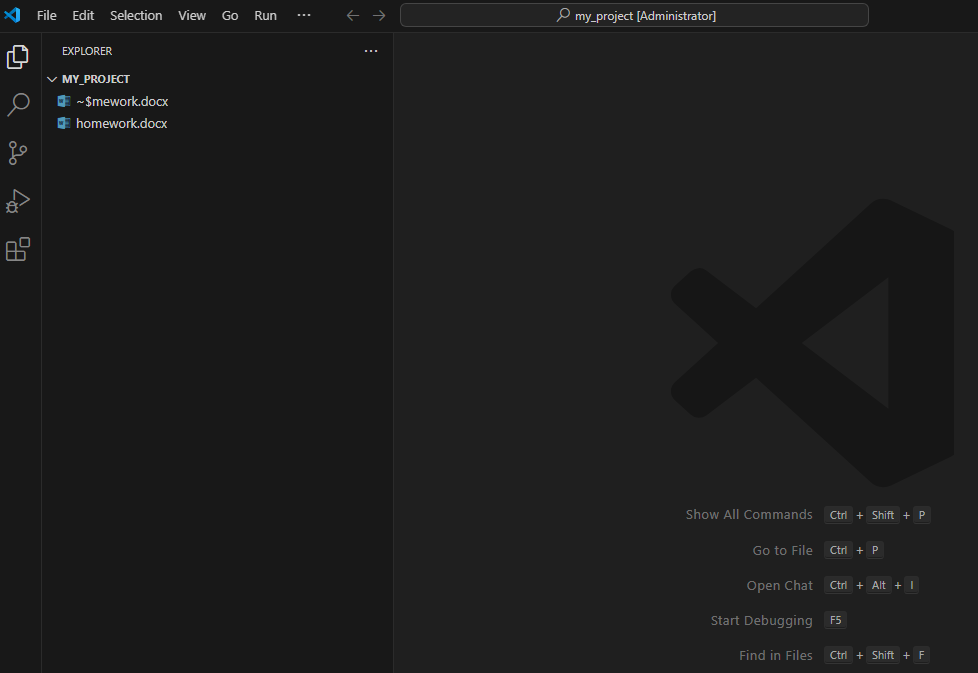 File Edit Selection View Go Run ··· my_project [Administrator]
EXPLORER ···
MY_PROJECT
~$mework.docx
homework.docx
Show All Commands Ctrl + Shift + P
Go to File Ctrl + P
Open Chat Ctrl + Alt + I
Start Debugging F5
Find in Files Ctrl + Shift + F